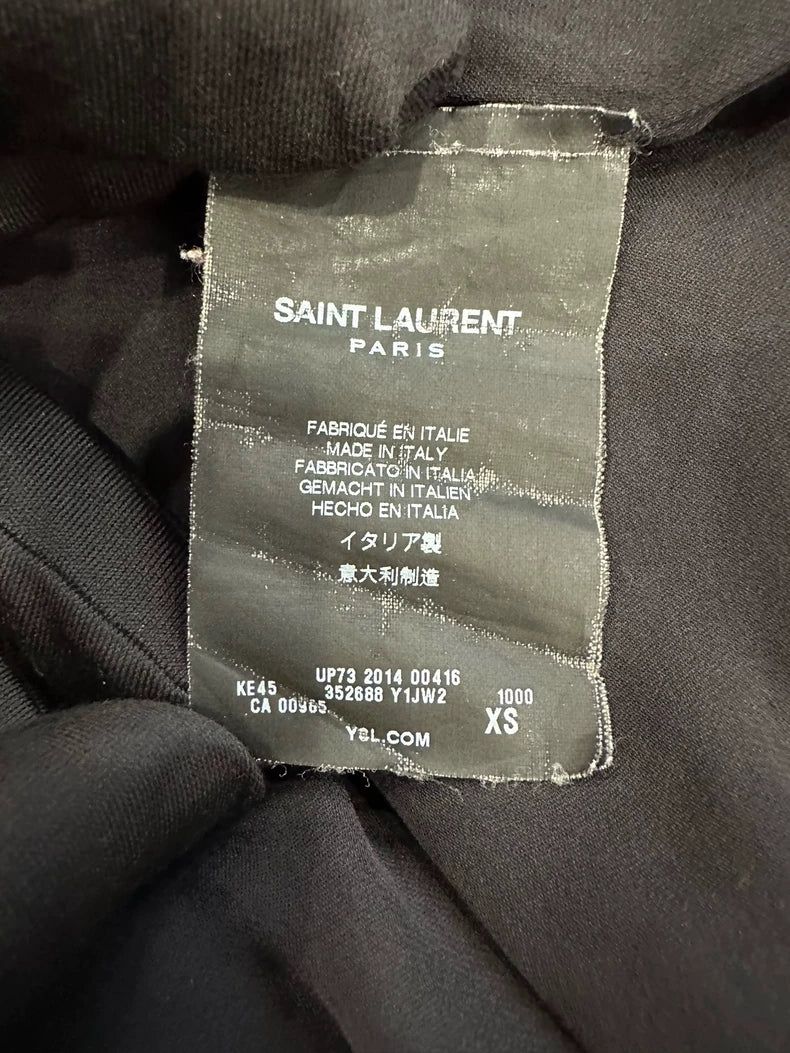 SAINT LAURENT
PARIS
FABRIQUÉ EN ITALIE
MADE IN ITALY
FABBRICATO IN ITALIA
GEMACHT IN ITALIEN
HECHO EN ITALIA
イタリア製
意大利制造
UP73 2014 00416
KE45 352688 Y1JW2 1000
CA 00965 XS
YSL.COM